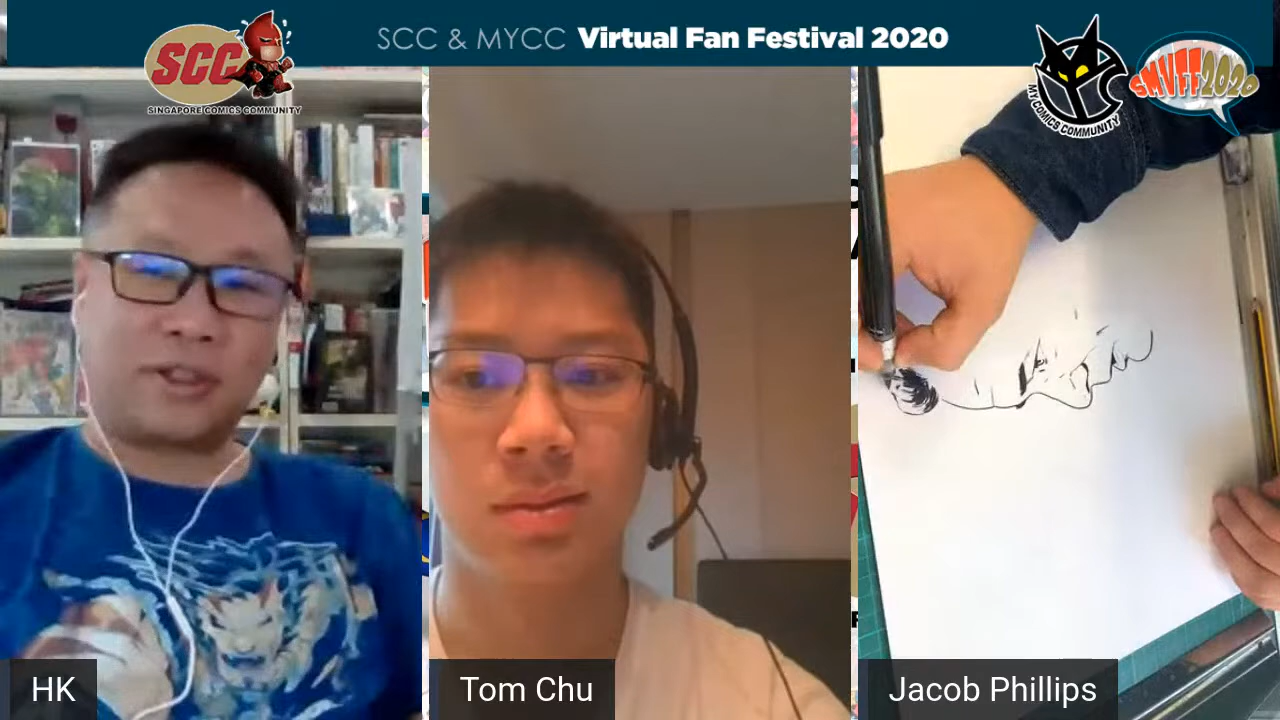 SCC & MYCC Virtual Fan Festival 2020
SCC
SINGAPORE COMICS COMMUNITY
MY COMICS COMMUNITY
SMVFF2020
HK
Tom Chu
Jacob Phillips